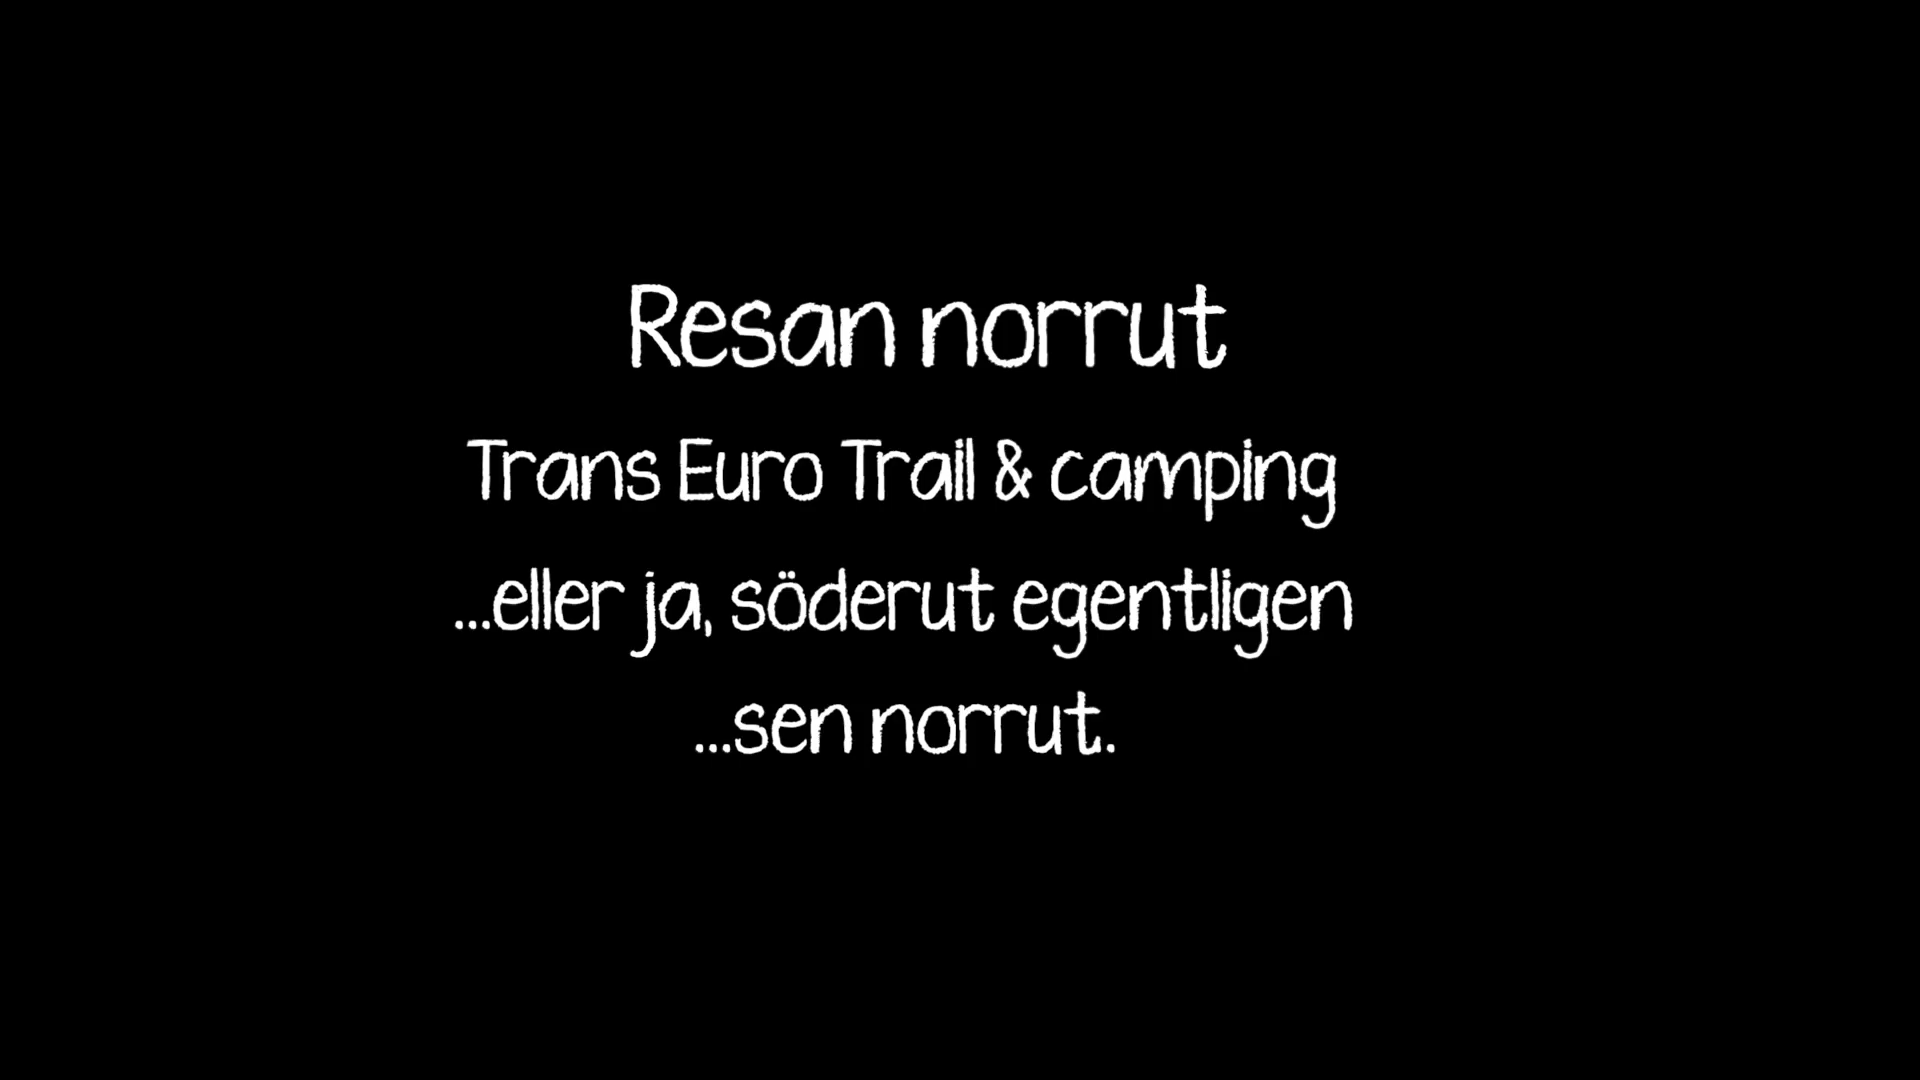 Resan norrut
Trans Euro Trail & camping
...eller ja, söderut egentligen
...sen norrut.